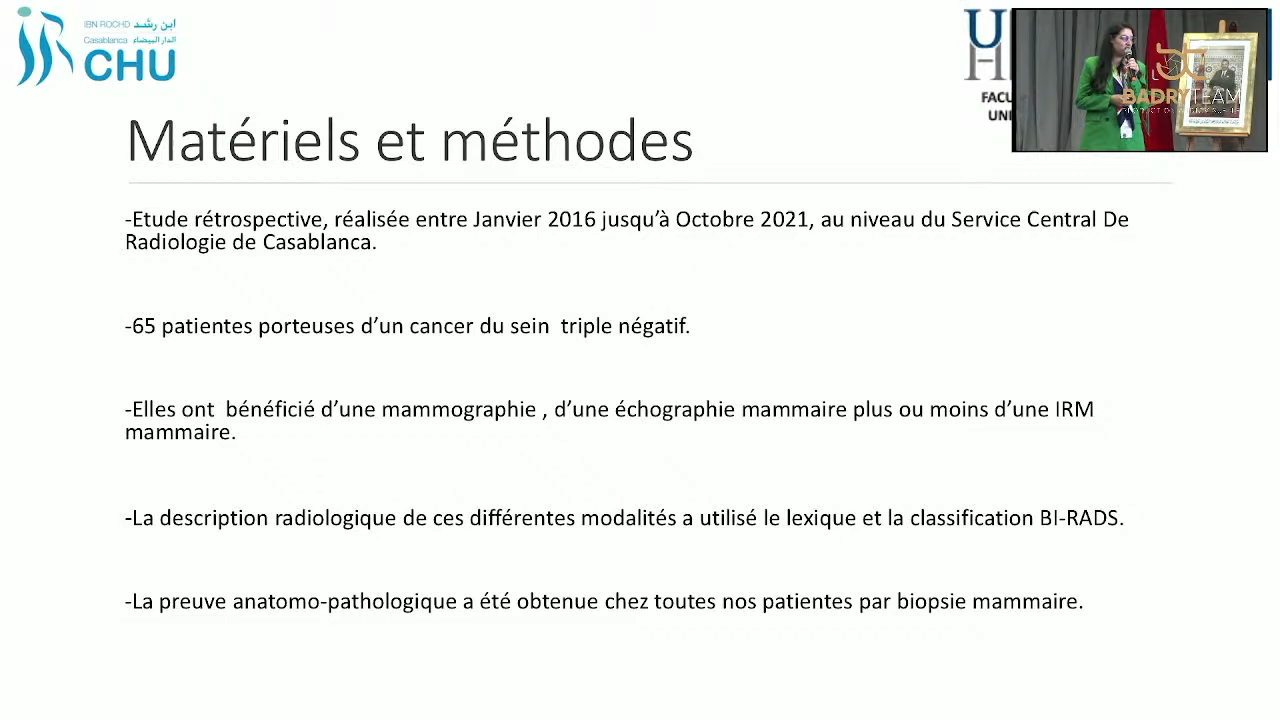 IBN ROCHD ابن رشد
Casablanca الدار البيضاء
CHU
U
H
FACU
UNI
BADRYTEAM
Matériels et méthodes
-Etude rétrospective, réalisée entre Janvier 2016 jusqu’à Octobre 2021, au niveau du Service Central De
Radiologie de Casablanca.
-65 patientes porteuses d’un cancer du sein  triple négatif.
-Elles ont  bénéficié d’une mammographie , d’une échographie mammaire plus ou moins d’une IRM
mammaire.
-La description radiologique de ces différentes modalités a utilisé le lexique et la classification BI-RADS.
-La preuve anatomo-pathologique a été obtenue chez toutes nos patientes par biopsie mammaire.